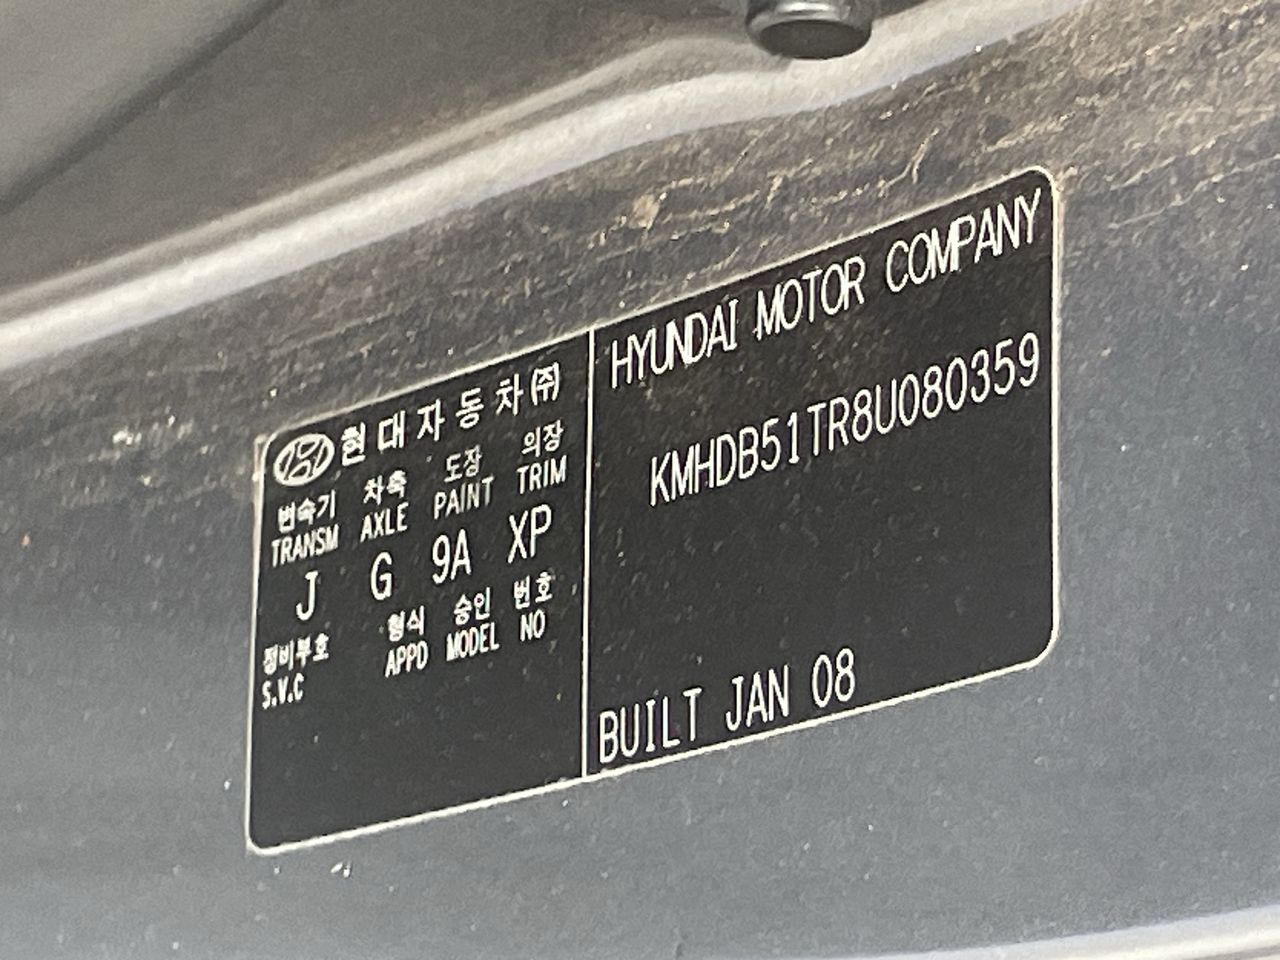 현대자동차㈜
변속기 차축 도장 의장
TRANSM AXLE PAINT TRIM
J G 9A XP
정비부호 형식 승인 번호
S.V.C APPD MODEL NO
HYUNDAI MOTOR COMPANY
KMHDB51TR8U080359
BUILT JAN 08